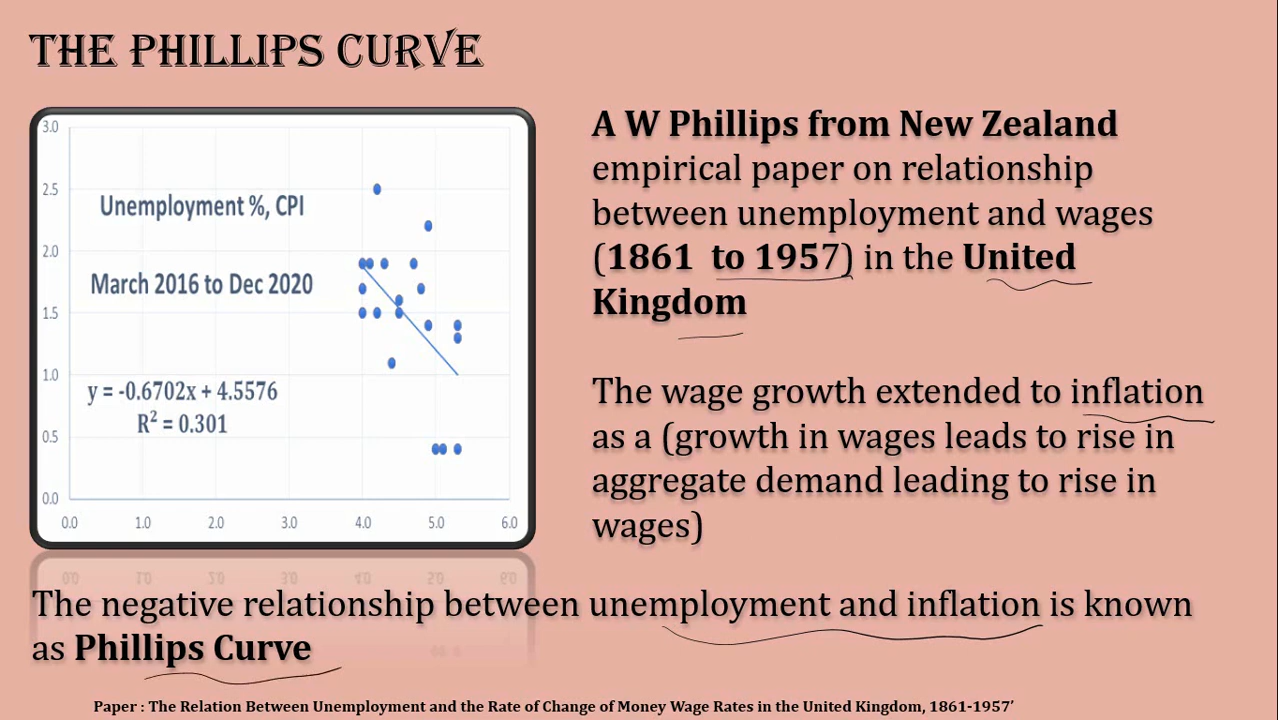 THE PHILLIPS CURVE
3.0
2.5
2.0
1.5
1.0
0.5
0.0
0.0 1.0 2.0 3.0 4.0 5.0 6.0
Unemployment %, CPI
March 2016 to Dec 2020
y = -0.6702x + 4.5576
R² = 0.301
A W Phillips from New Zealand
empirical paper on relationship
between unemployment and wages
(1861 to 1957) in the United
Kingdom
The wage growth extended to inflation
as a (growth in wages leads to rise in
aggregate demand leading to rise in
wages)
The negative relationship between unemployment and inflation is known
as Phillips Curve
Paper : The Relation Between Unemployment and the Rate of Change of Money Wage Rates in the United Kingdom, 1861-1957′